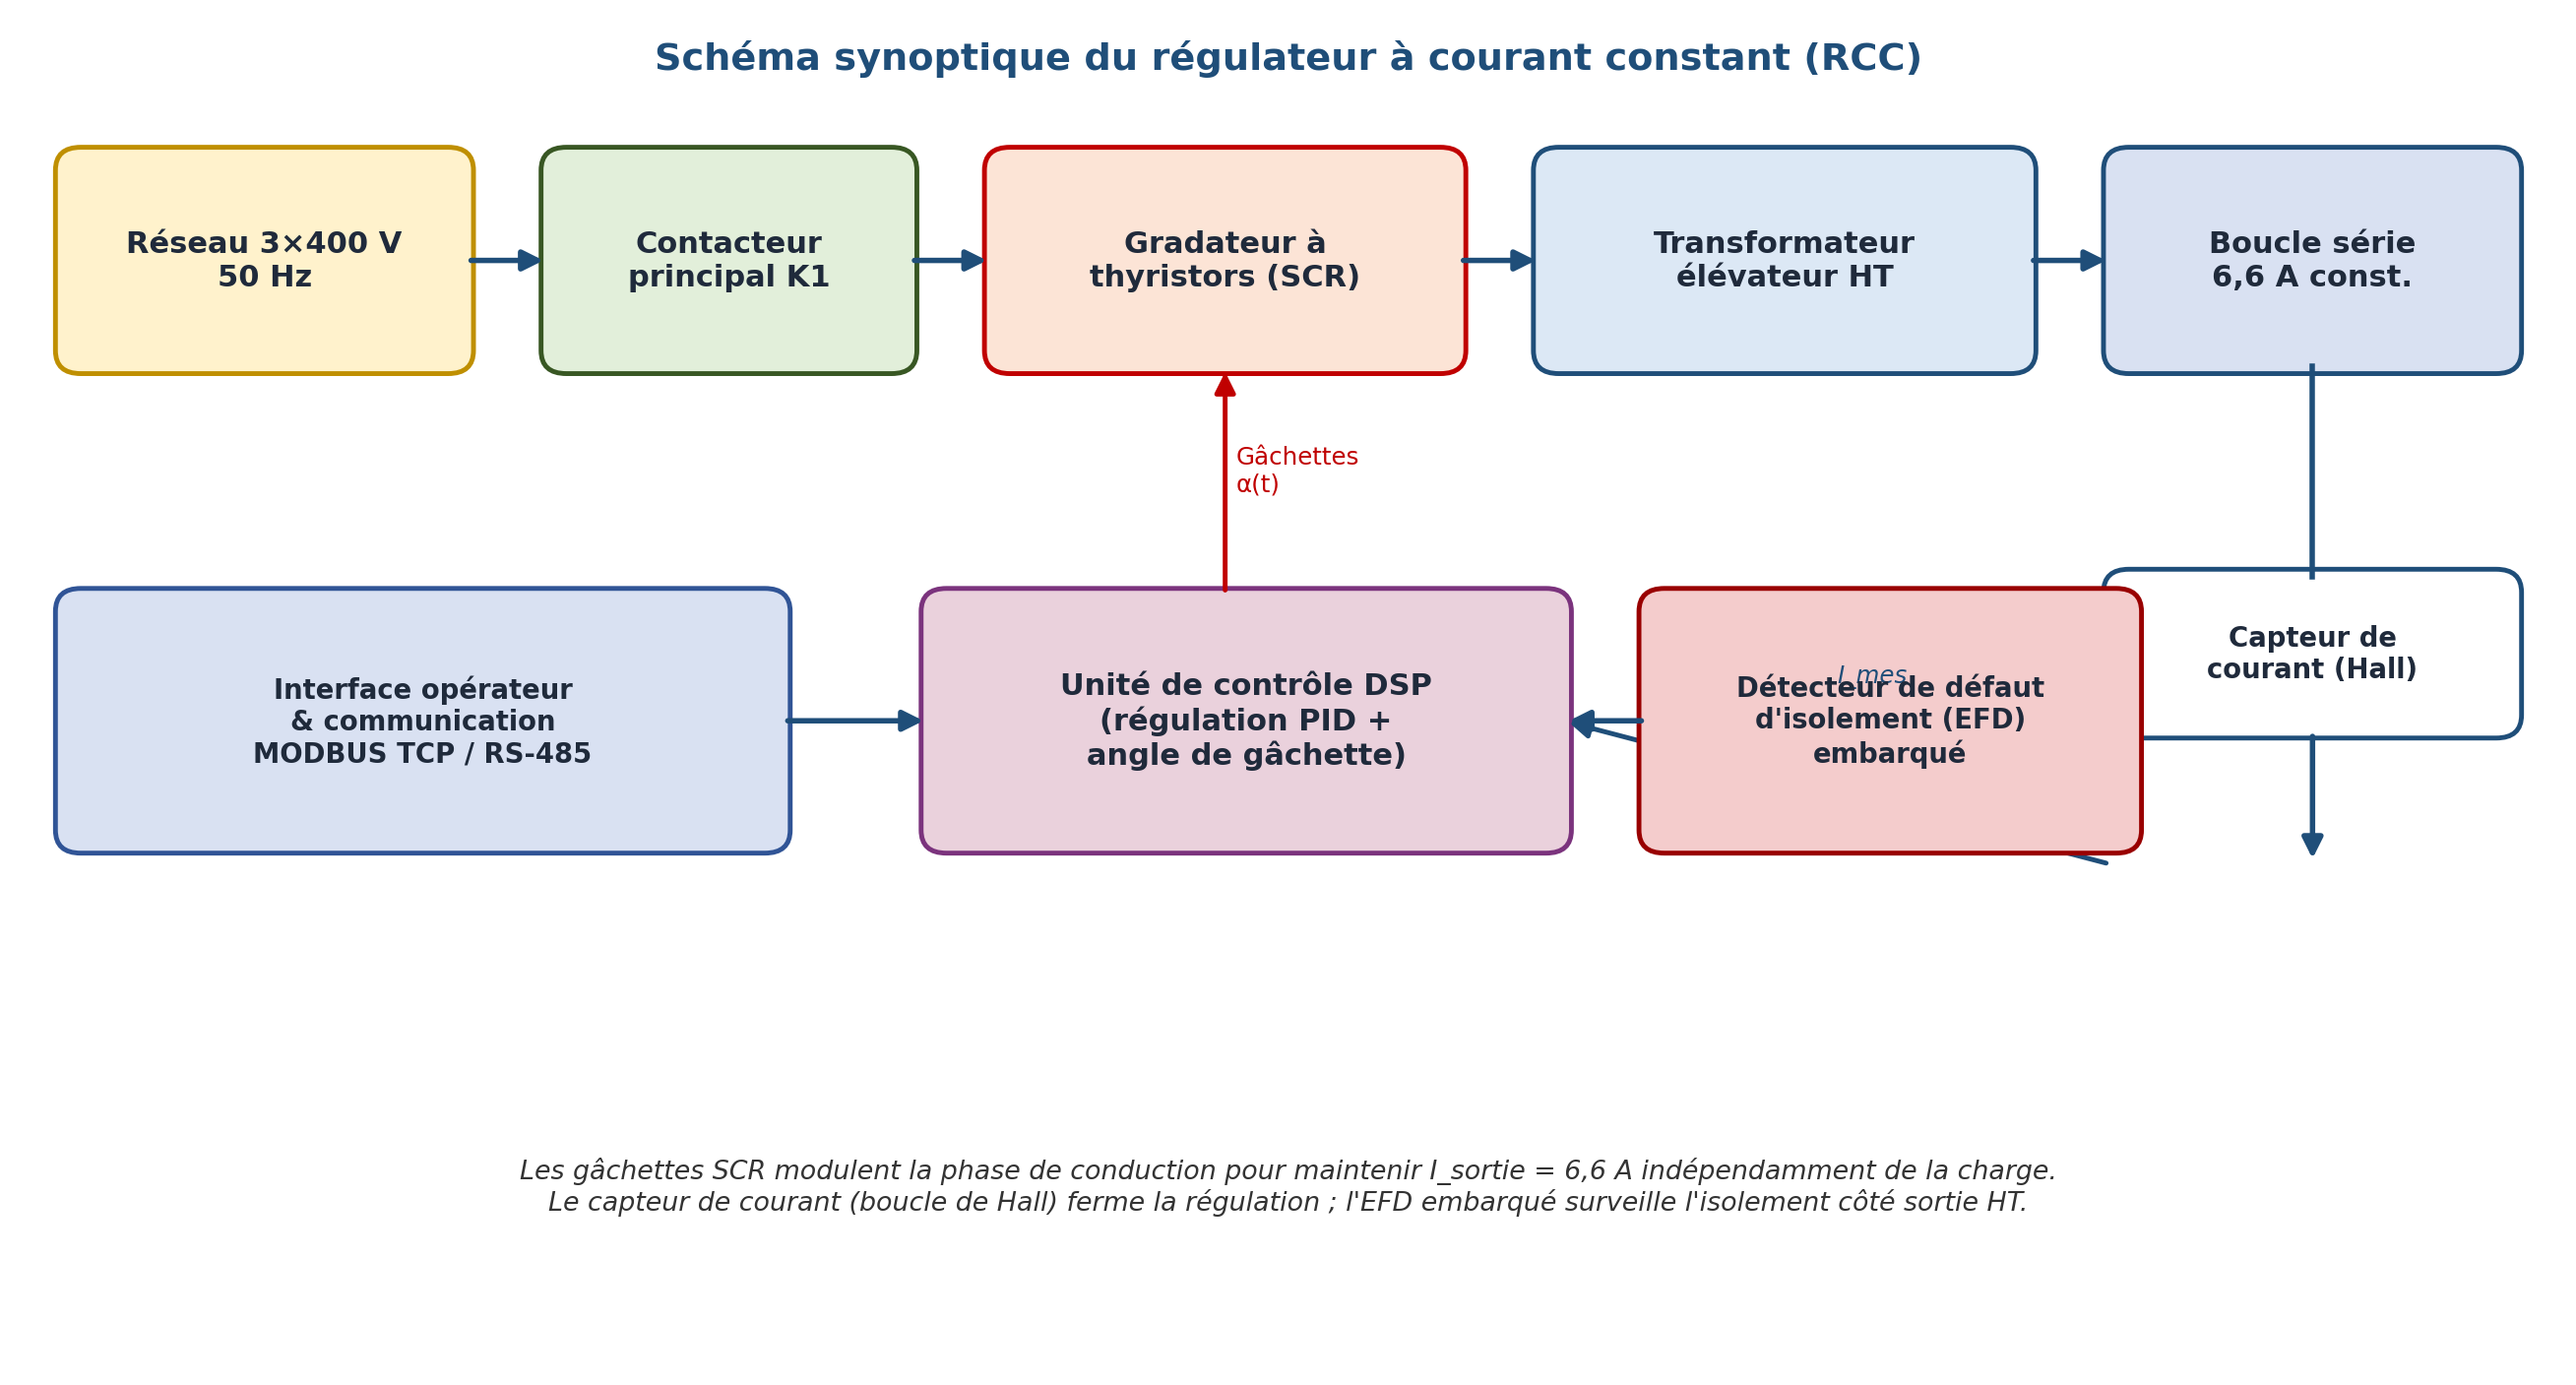 Schéma synoptique du régulateur à courant constant (RCC)
Réseau 3×400 V
50 Hz
Contacteur
principal K1
Gradateur à
thyristors (SCR)
Transformateur
élévateur HT
Boucle série
6,6 A const.
Gâchettes
α(t)
Interface opérateur
& communication
MODBUS TCP / RS-485
Unité de contrôle DSP
(régulation PID +
angle de gâchette)
I_mes
Détecteur de défaut
d'isolement (EFD)
embarqué
Capteur de
courant (Hall)
Les gâchettes SCR modulent la phase de conduction pour maintenir I_sortie = 6,6 A indépendamment de la charge.
Le capteur de courant (boucle de Hall) ferme la régulation ; l'EFD embarqué surveille l'isolement côté sortie HT.